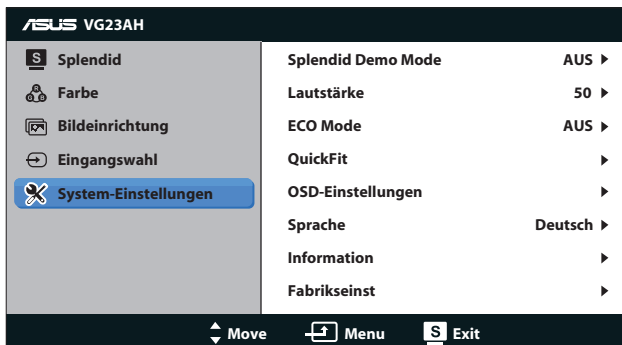 ASUS VG23AH
S Splendid
Farbe
Bildeinrichtung
Eingangswahl
System-Einstellungen
Splendid Demo Mode AUS
Lautstärke 50
ECO Mode AUS
QuickFit
OSD-Einstellungen
Sprache Deutsch
Information
Fabrikseinst
Move Menu S Exit